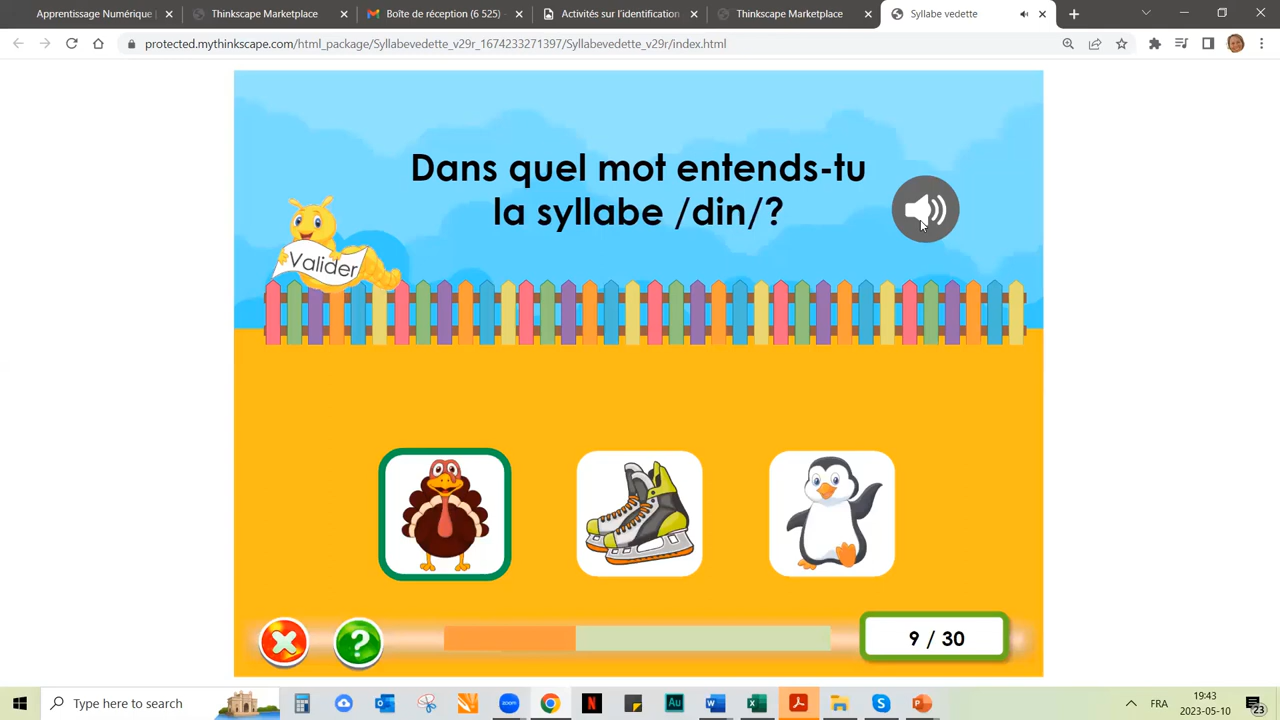 Apprentissage Numérique
Thinkscape Marketplace
Boîte de réception (6 525)
Activités sur l'identification
Thinkscape Marketplace
Syllabe vedette
protected.mythinkscape.com/html_package/Syllabevedette_v29r_1674233271397/Syllabevedette_v29r/index.html
Dans quel mot entends-tu
la syllabe /din/?
Valider
?
9 / 30
Type here to search
zoom
N
Au
W
X
S
P
FRA
19:43
2023-05-10
23